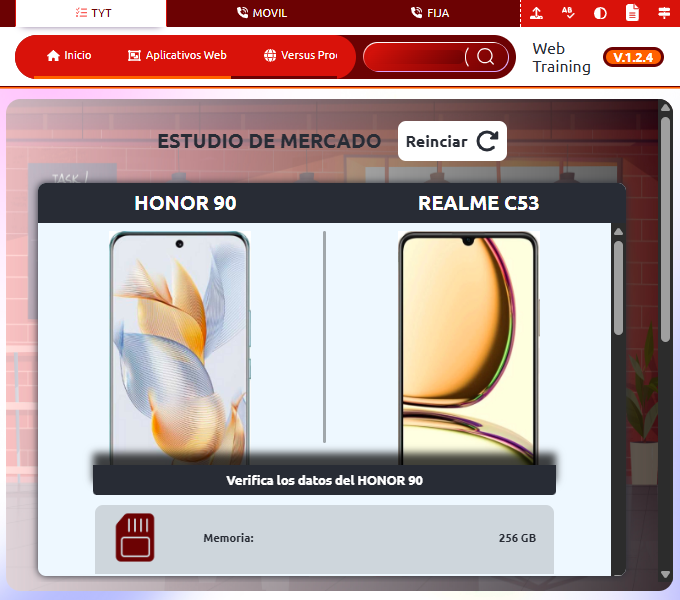 TYT
MOVIL
FIJA
AB
Inicio
Aplicativos Web
Versus Pro
Web
Training
V.1.2.4
TASK!
ESTUDIO DE MERCADO
Reinciar
HONOR 90
REALME C53
Verifica los datos del HONOR 90
Memoria:
256 GB